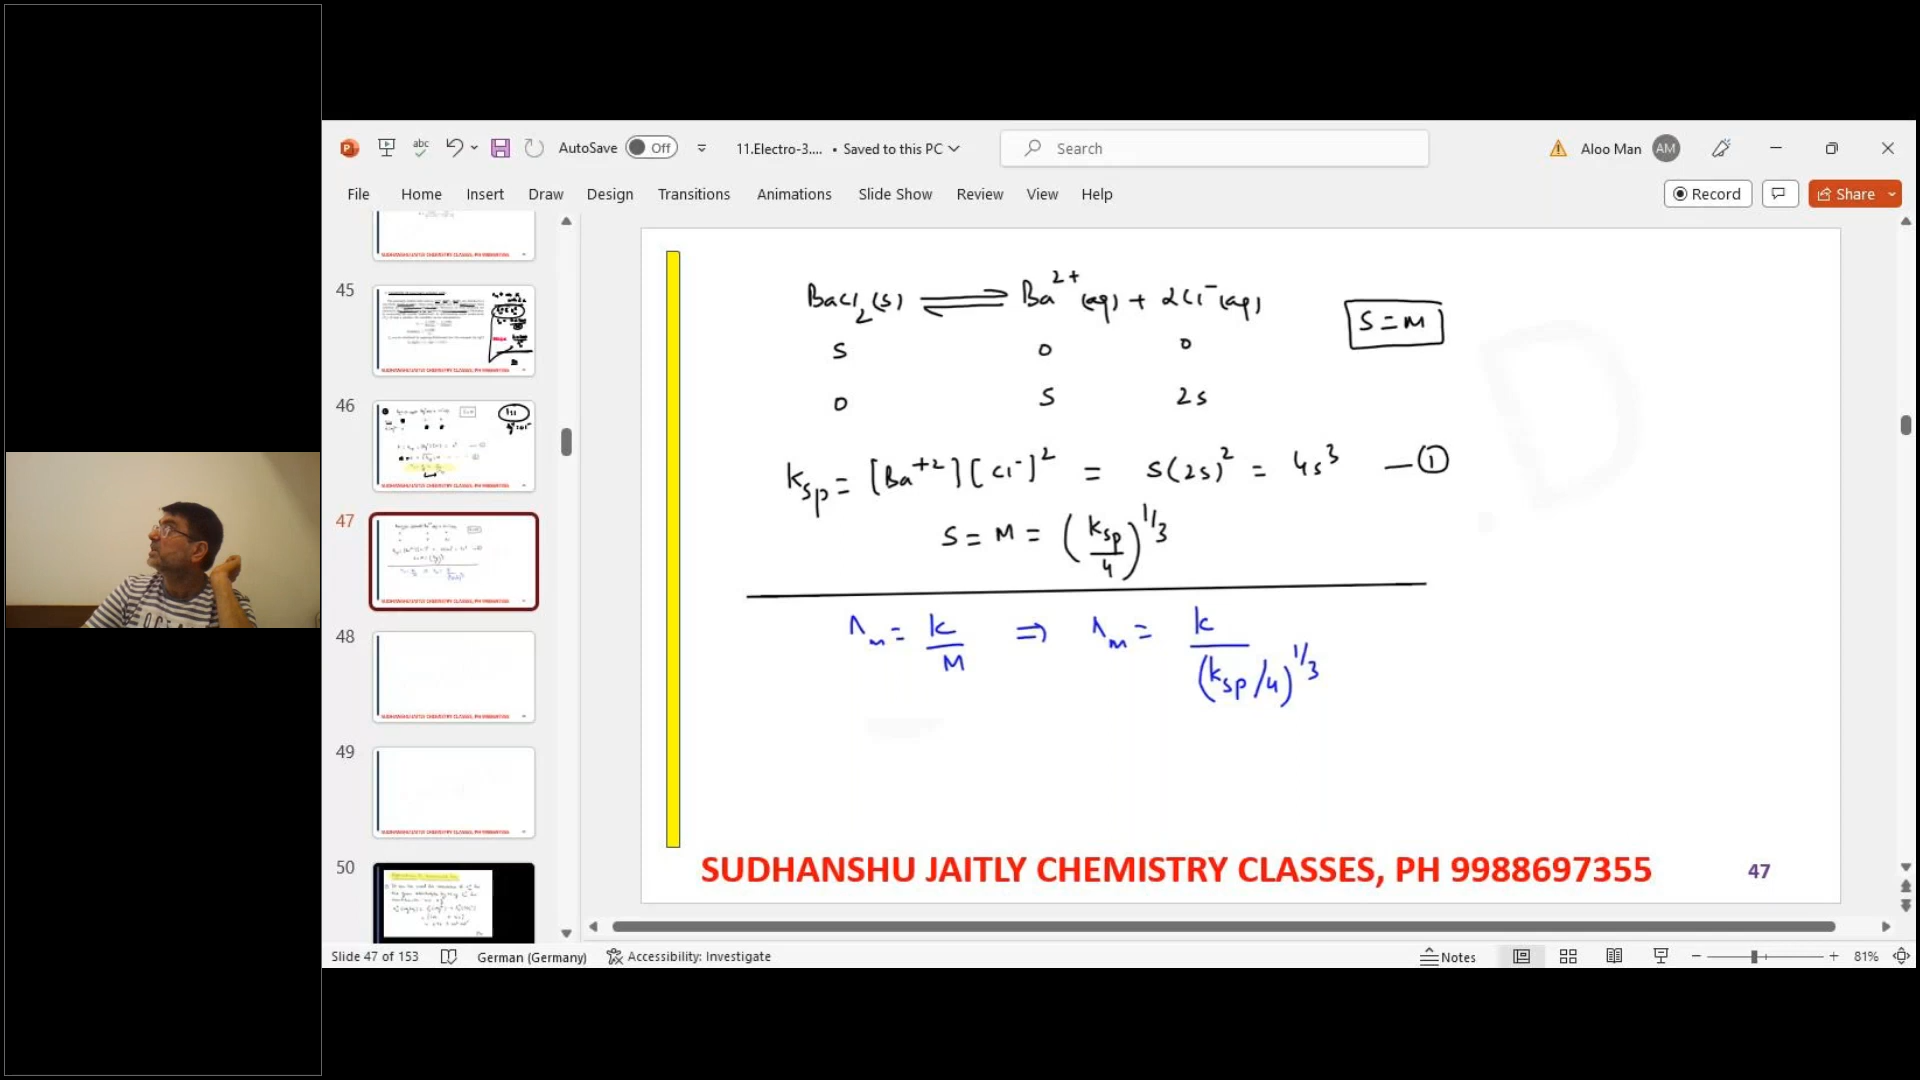 abc
AutoSave Off
11.Electro-3.... • Saved to this PC
Search
Aloo Man AM
File Home Insert Draw Design Transitions Animations Slide Show Review View Help
Record
Share
45
46
47
48
49
50
BaCl₂(s) ⇌ Ba²⁺(aq) + 2Cl⁻(aq)
S = M
S 0 0
0 S 2s
Ksp = [Ba⁺²][Cl⁻]² = s(2s)² = 4s³ —①
S = M = (Ksp/4)^1/3
Λm = K/M ⇒ Λm = K/(Ksp/4)^1/3
SUDHANSHU JAITLY CHEMISTRY CLASSES, PH 9988697355
47
Slide 47 of 153
German (Germany)
Accessibility: Investigate
Notes
81%